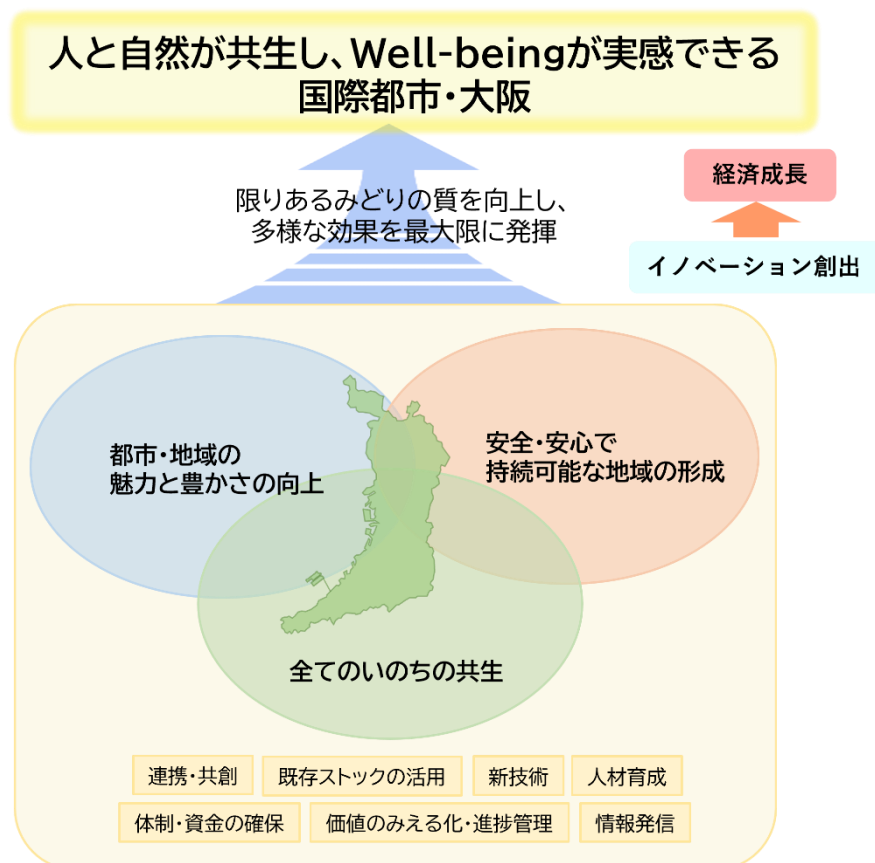 人と自然が共生し、Well-beingが実感できる
国際都市・大阪
限りあるみどりの質を向上し、
多様な効果を最大限に発揮
経済成長
イノベーション創出
都市・地域の
魅力と豊かさの向上
安全・安心で
持続可能な地域の形成
全てのいのちの共生
連携・共創
既存ストックの活用
新技術
人材育成
体制・資金の確保
価値のみえる化・進捗管理
情報発信